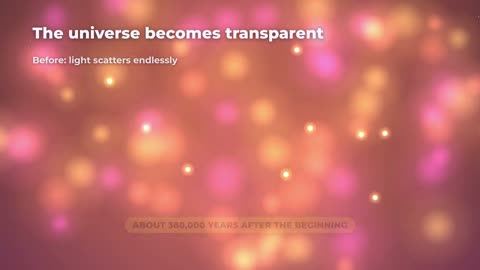 The universe becomes transparent
Before: light scatters endlessly
ABOUT 380,000 YEARS AFTER THE BEGINNING